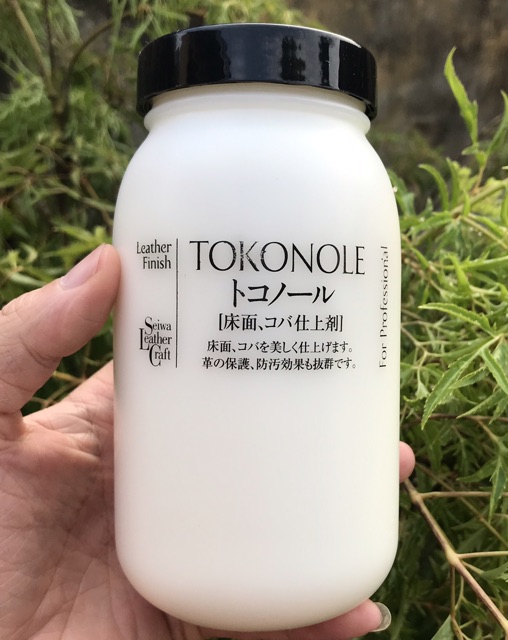 Leather
Finish
Seiwa
Leather
Craft
TOKONOLE
トコノール
[床面、コバ仕上剤]
床面、コバを美しく仕上げます。
革の保護、防汚効果も抜群です。
For Professional